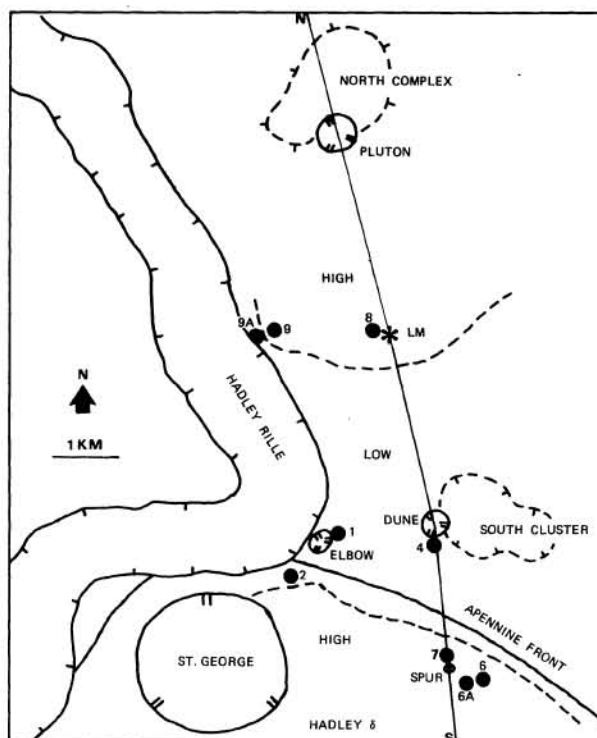 N
NORTH COMPLEX
PLUTON
HIGH
9A
9
8
LM
N
1 KM
HADLEY RILLE
LOW
DUNE
SOUTH CLUSTER
4
1
ELBOW
2
APENNINE FRONT
HIGH
7
ST. GEORGE
SPUR
6
6A
HADLEY δ
S